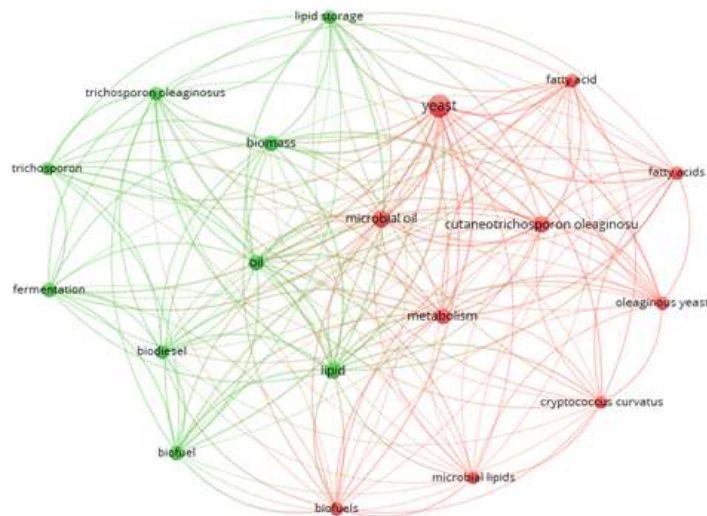 lipid storage
fatty acid
trichosporon oleaginosus
yeast
biomass
trichosporon
fatty acids
microbial oil
cutaneotrichosporon oleaginosu
oil
fermentation
oleaginous yeast
metabolism
biodiesel
lipid
cryptococcus curvatus
biofuel
microbial lipids
biofuels